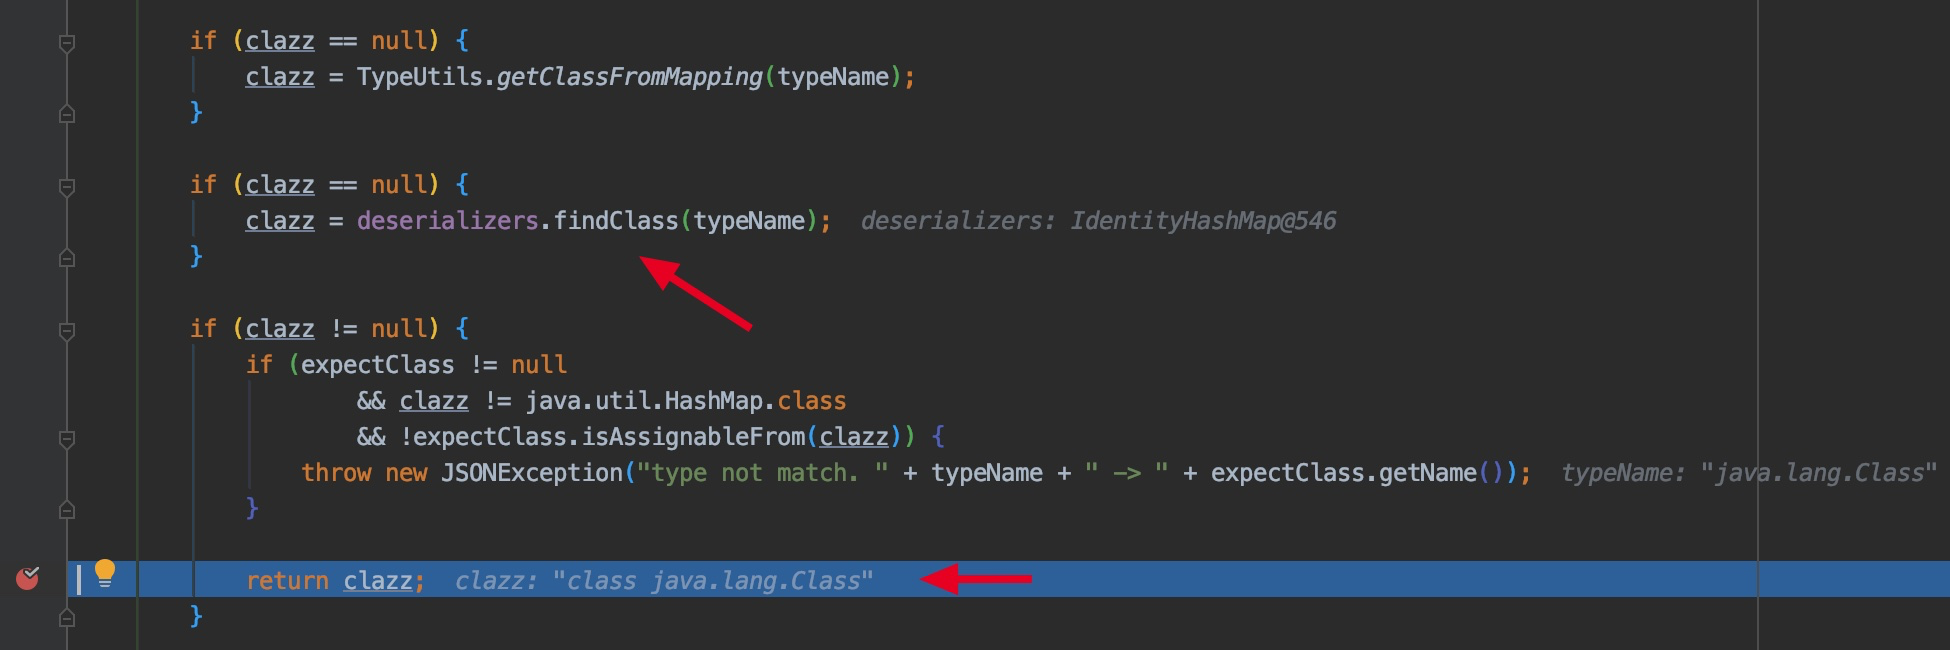 if (clazz == null) {
clazz = TypeUtils.getClassFromMapping(typeName);
}
if (clazz == null) {
clazz = deserializers.findClass(typeName); deserializers: IdentityHashMap@546
}
if (clazz != null) {
if (expectClass != null
&& clazz != java.util.HashMap.class
&& !expectClass.isAssignableFrom(clazz)) {
throw new JSONException("type not match. " + typeName + " -> " + expectClass.getName()); typeName: "java.lang.Class"
}
return clazz; clazz: "class java.lang.Class"
}